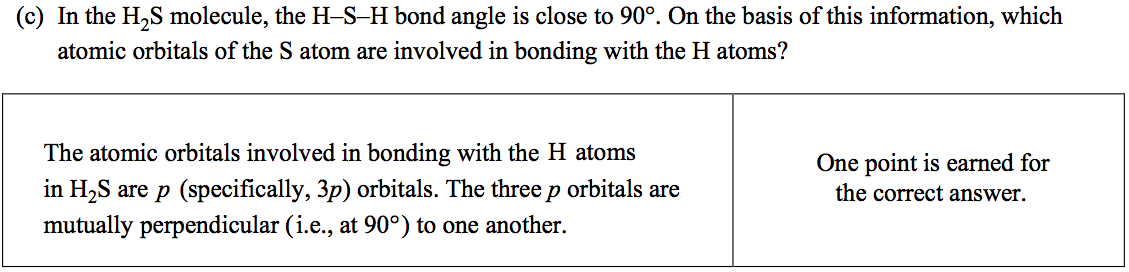 (c) In the H₂S molecule, the H–S–H bond angle is close to 90°. On the basis of this information, which
atomic orbitals of the S atom are involved in bonding with the H atoms?
The atomic orbitals involved in bonding with the H atoms
in H₂S are p (specifically, 3p) orbitals. The three p orbitals are
mutually perpendicular (i.e., at 90°) to one another.
One point is earned for
the correct answer.